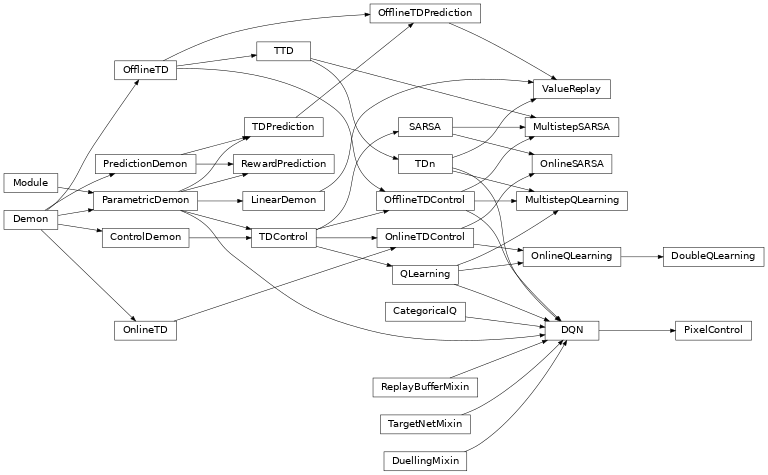 OfflineTDPrediction
TTD
OfflineTD
ValueReplay
TDPrediction
SARSA
MultistepSARSA
PredictionDemon
RewardPrediction
TDn
OnlineSARSA
Module
ParametricDemon
LinearDemon
OfflineTDControl
MultistepQLearning
Demon
ControlDemon
TDControl
OnlineTDControl
OnlineQLearning
DoubleQLearning
QLearning
CategoricalQ
OnlineTD
DQN
PixelControl
ReplayBufferMixin
TargetNetMixin
DuellingMixin